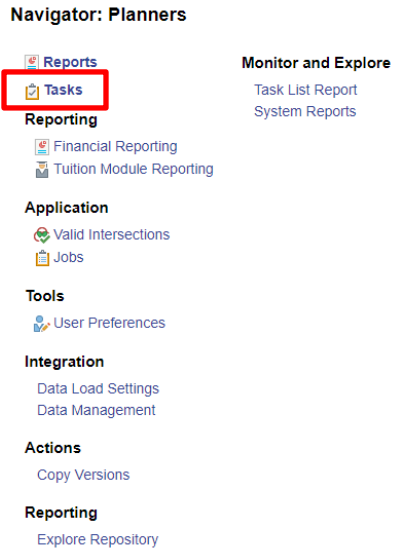 Navigator: Planners
Reports
Tasks
Reporting
Financial Reporting
Tuition Module Reporting
Application
Valid Intersections
Jobs
Tools
User Preferences
Integration
Data Load Settings
Data Management
Actions
Copy Versions
Reporting
Explore Repository
Monitor and Explore
Task List Report
System Reports